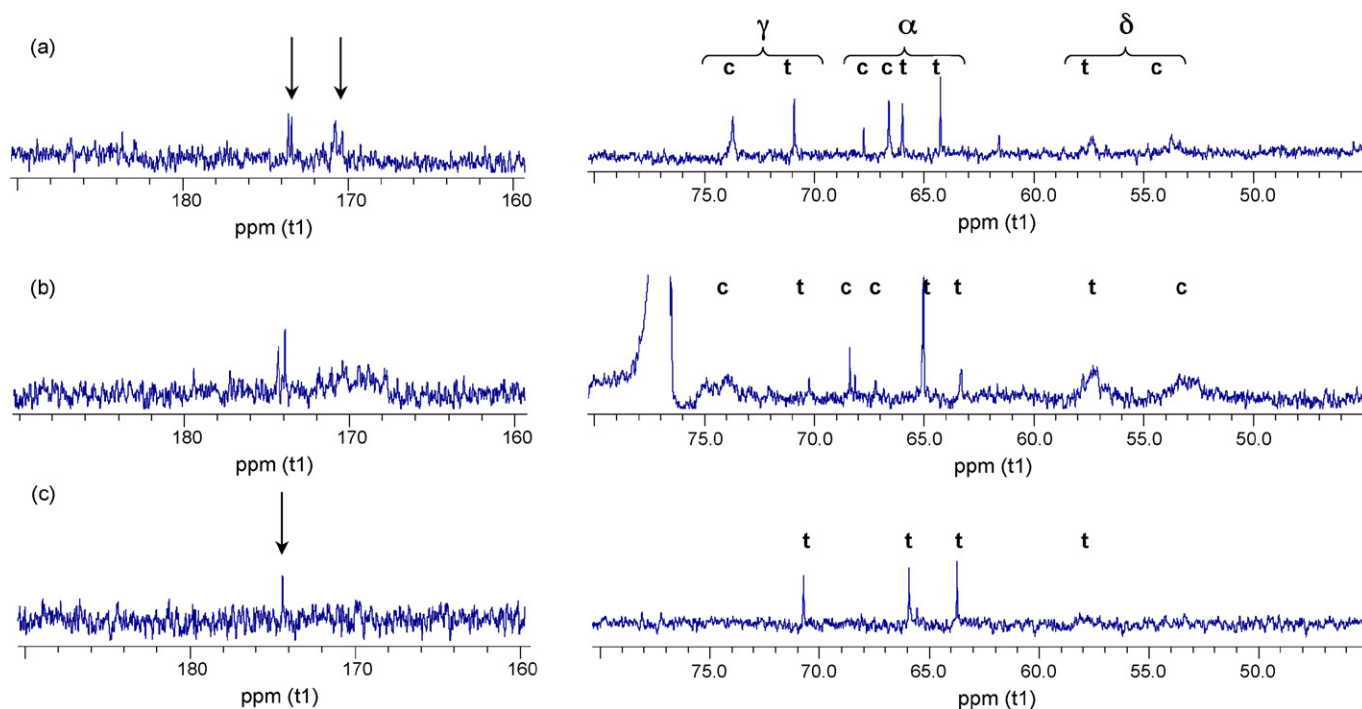 (a)
γ α δ
c t c c t t t c
180 170 160
ppm (t1)
75.0 70.0 65.0 60.0 55.0 50.0
ppm (t1)
(b)
c t c c t t t c
180 170 160
ppm (t1)
75.0 70.0 65.0 60.0 55.0 50.0
ppm (t1)
(c)
t t t t
180 170 160
ppm (t1)
75.0 70.0 65.0 60.0 55.0 50.0
ppm (t1)